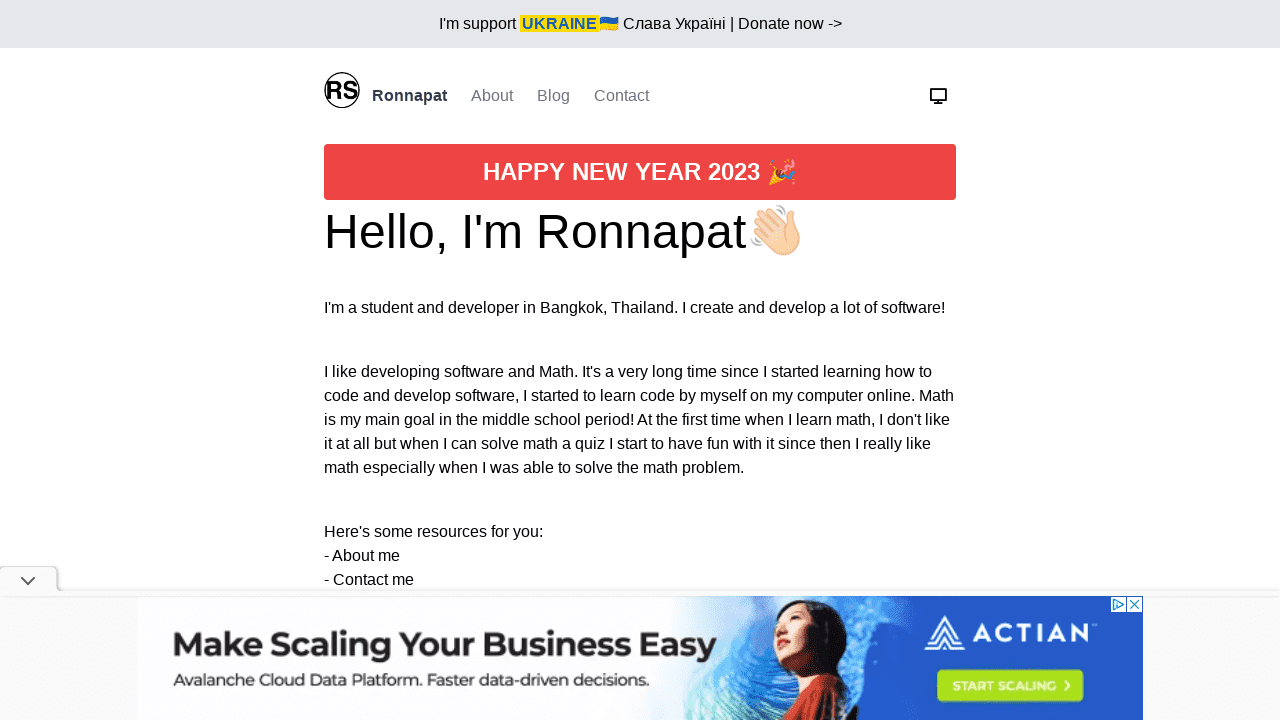 I'm support UKRAINE🇺🇦 Слава Україні | Donate now ->
RS Ronnapat About Blog Contact
HAPPY NEW YEAR 2023 🎉
Hello, I'm Ronnapat👋🏻
I'm a student and developer in Bangkok, Thailand. I create and develop a lot of software!
I like developing software and Math. It's a very long time since I started learning how to
code and develop software, I started to learn code by myself on my computer online. Math
is my main goal in the middle school period! At the first time when I learn math, I don't like
it at all but when I can solve math a quiz I start to have fun with it since then I really like
math especially when I was able to solve the math problem.
Here's some resources for you:
- About me
- Contact me
Make Scaling Your Business Easy
Avalanche Cloud Data Platform. Faster data-driven decisions.
ACTIAN
START SCALING